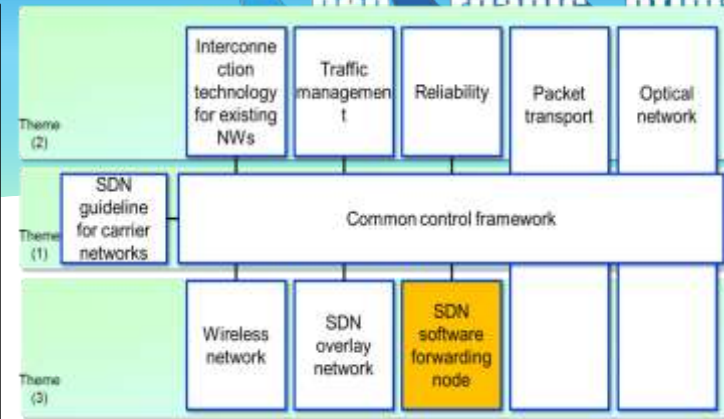 Interconne
ction
technology
for existing
NWs
Traffic
managemen
t
Reliability
Packet
transport
Optical
network
Theme
(2)
SDN
guideline
for carrier
networks
Common control framework
Theme
(1)
Wireless
network
SDN
overlay
network
SDN
software
forwarding
node
Theme
(3)